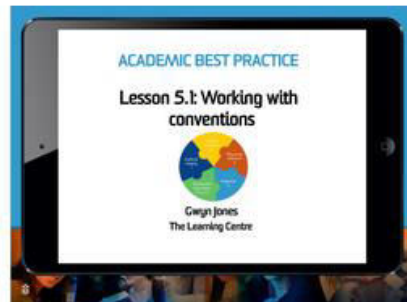 ACADEMIC BEST PRACTICE
Lesson 5.1: Working with
conventions
Gwyn Jones
The Learning Centre